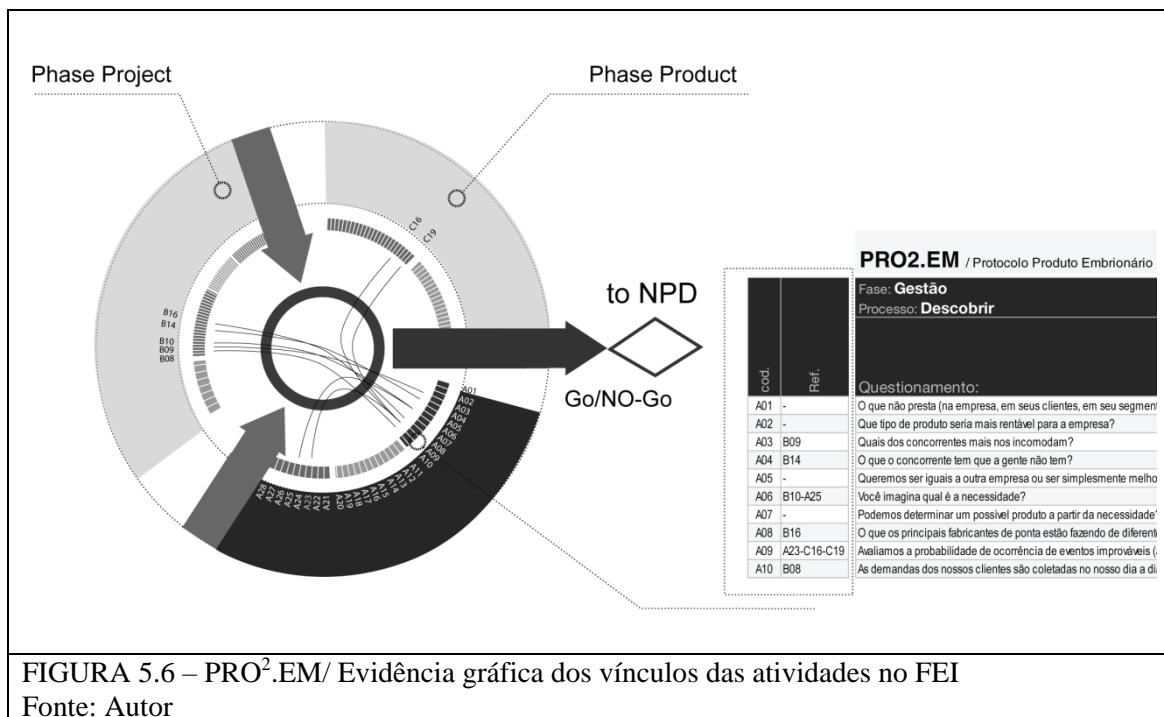 Phase Project
Phase Product
C16
C19
B16
B14
B10
B09
B08
A01
A02
A03
A04
A05
A06
A07
A08
A09
A10
A11
A12
A13
A14
A15
A16
A17
A18
A19
A20
A21
A22
A23
A24
A25
A26
A27
A28
to NPD
Go/NO-Go
PRO2.EM / Protocolo Produto Embrionário
Fase: Gestão
Processo: Descobrir
cod. Ref. Questionamento:
A01 - O que não presta (na empresa, em seus clientes, em seu segment
A02 - Que tipo de produto seria mais rentável para a empresa?
A03 B09 Quais dos concorrentes mais nos incomodam?
A04 B14 O que o concorrente tem que a gente não tem?
A05 - Queremos ser iguais a outra empresa ou ser simplesmente melho
A06 B10-A25 Você imagina qual é a necessidade?
A07 - Podemos determinar um possível produto a partir da necessidade?
A08 B16 O que os principais fabricantes de ponta estão fazendo de diferent
A09 A23-C16-C19 Avaliamos a probabilidade de ocorrência de eventos improváveis (
A10 B08 As demandas dos nossos clientes são coletadas no nosso dia a di
FIGURA 5.6 – PRO².EM/ Evidência gráfica dos vínculos das atividades no FEI
Fonte: Autor